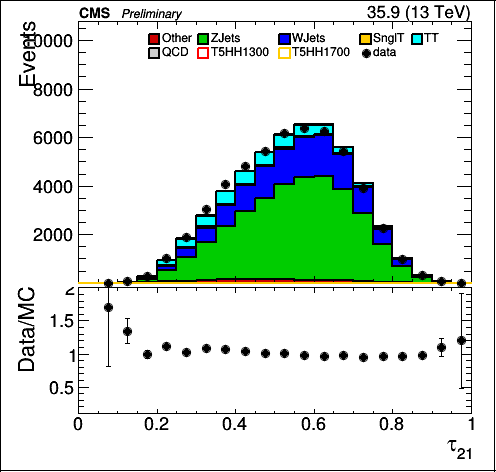 CMS Preliminary 35.9 (13 TeV)
Events
Other ZJets WJets SnglT TT
QCD T5HH1300 T5HH1700 data
10000
8000
6000
4000
2000
Data/MC
2
1.5
1
0.5
0 0.2 0.4 0.6 0.8 1
τ21